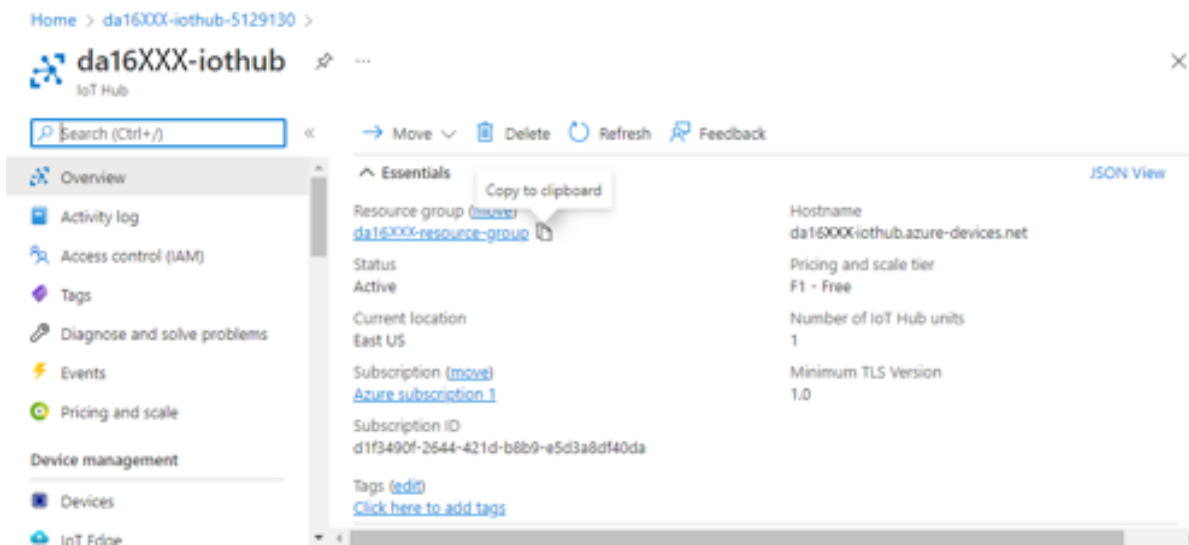 Home > da16XXX-iothub-5129130 >
da16XXX-iothub
IoT Hub
Search (Ctrl+/)
Move
Delete
Refresh
Feedback
Overview
Activity log
Access control (IAM)
Tags
Diagnose and solve problems
Events
Pricing and scale
Device management
Devices
IoT Edge
Essentials
JSON View
Copy to clipboard
Resource group (move)
da16XXX-resource-group
Status
Active
Current location
East US
Subscription (move)
Azure subscription 1
Subscription ID
d1f3490f-2644-421d-b8b9-e5d3a8df40da
Tags (edit)
Click here to add tags
Hostname
da16XXX-iothub.azure-devices.net
Pricing and scale tier
F1 - Free
Number of IoT Hub units
1
Minimum TLS Version
1.0